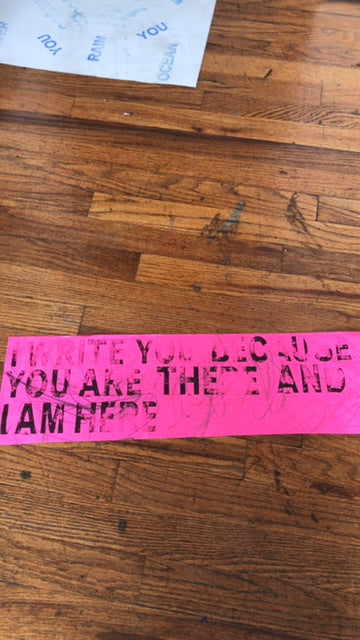 YOU
RAIN
YOU
OCEAN
I WRITE YOU BECAUSE
YOU ARE THERE AND
I AM HERE